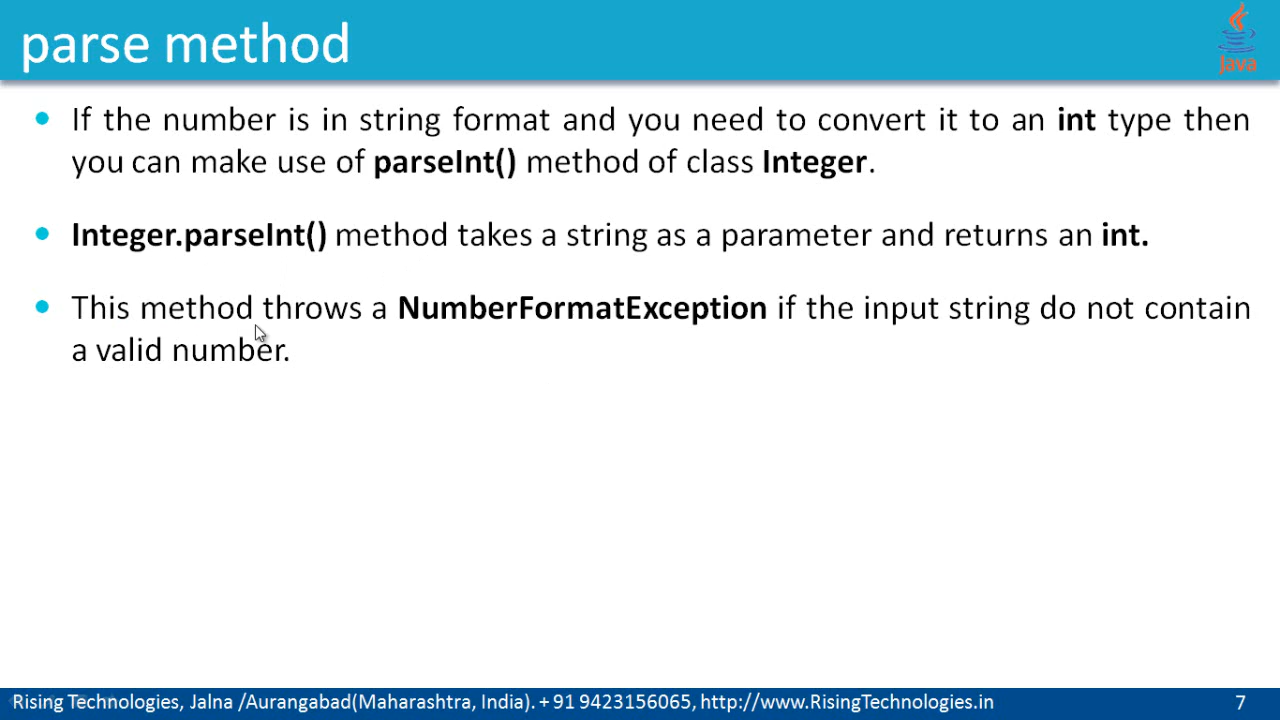 parse method
Java
If the number is in string format and you need to convert it to an int type then
you can make use of parseInt() method of class Integer.
Integer.parseInt() method takes a string as a parameter and returns an int.
This method throws a NumberFormatException if the input string do not contain
a valid number.
Rising Technologies, Jalna /Aurangabad(Maharashtra, India). + 91 9423156065, http://www.RisingTechnologies.in
7